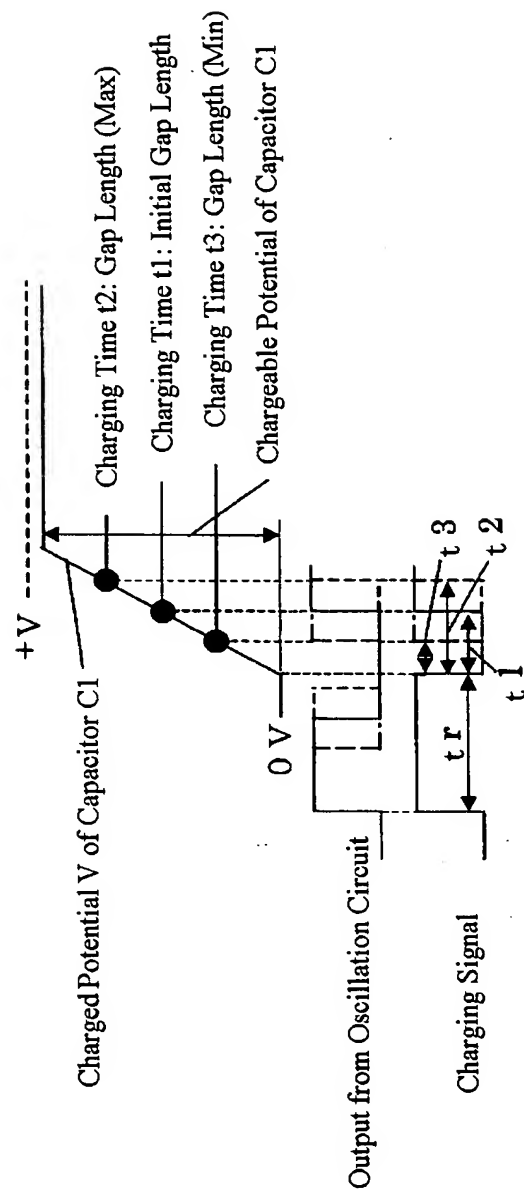 +V
Charged Potential V of Capacitor C1
Charging Time t2: Gap Length (Max)
Charging Time t1: Initial Gap Length
Charging Time t3: Gap Length (Min)
Chargeable Potential of Capacitor C1
0 V
Output from Oscillation Circuit
Charging Signal
t r
t 3
t 2
t 1